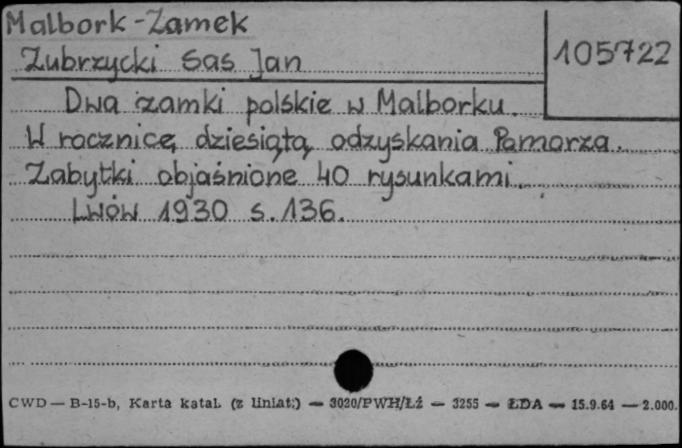 Malbork-Zamek
105722
Zubrzycki Sas Jan
Dwa zamki polskie w Malborku.
W rocznicę dziesiątą odzyskania Pomorza.
Zabytki objaśnione 40 rysunkami.
Lwów 1930 s. 136.
CWD — B-15-b, Karta katal. (z liniat.) — 3020/PWH/Łź — 3255 — ŁDA — 15.9.64 — 2.000.